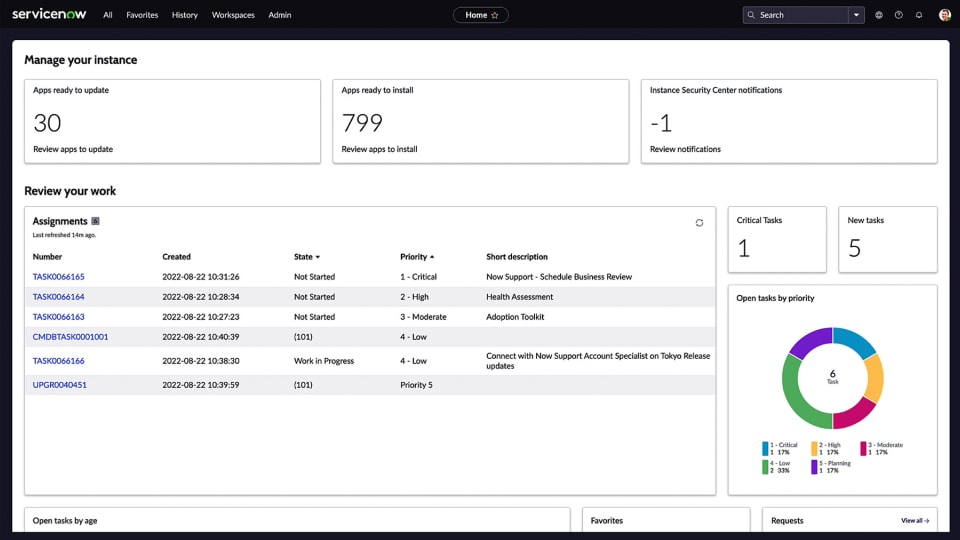 servicenow All Favorites History Workspaces Admin Home Search
Manage your instance
Apps ready to update
30
Review apps to update
Apps ready to install
799
Review apps to install
Instance Security Center notifications
-1
Review notifications
Review your work
Assignments 6
Last refreshed 14m ago.
Number Created State Priority Short description
TASK0066165 2022-08-22 10:31:26 Not Started 1 - Critical Now Support - Schedule Business Review
TASK0066164 2022-08-22 10:28:34 Not Started 2 - High Health Assessment
TASK0066163 2022-08-22 10:27:23 Not Started 3 - Moderate Adoption Toolkit
CMDBTASK0001001 2022-08-22 10:40:39 (101) 4 - Low
TASK0066166 2022-08-22 10:38:30 Work in Progress 4 - Low Connect with Now Support Account Specialist on Tokyo Release
updates
UPGR0040451 2022-08-22 10:39:59 (101) Priority 5
Critical Tasks
1
New tasks
5
Open tasks by priority
6
Task
1 - Critical 2 - High 3 - Moderate
1 17% 1 17% 1 17%
4 - Low 5 - Planning
2 33% 1 17%
Open tasks by age
Favorites
Requests View all